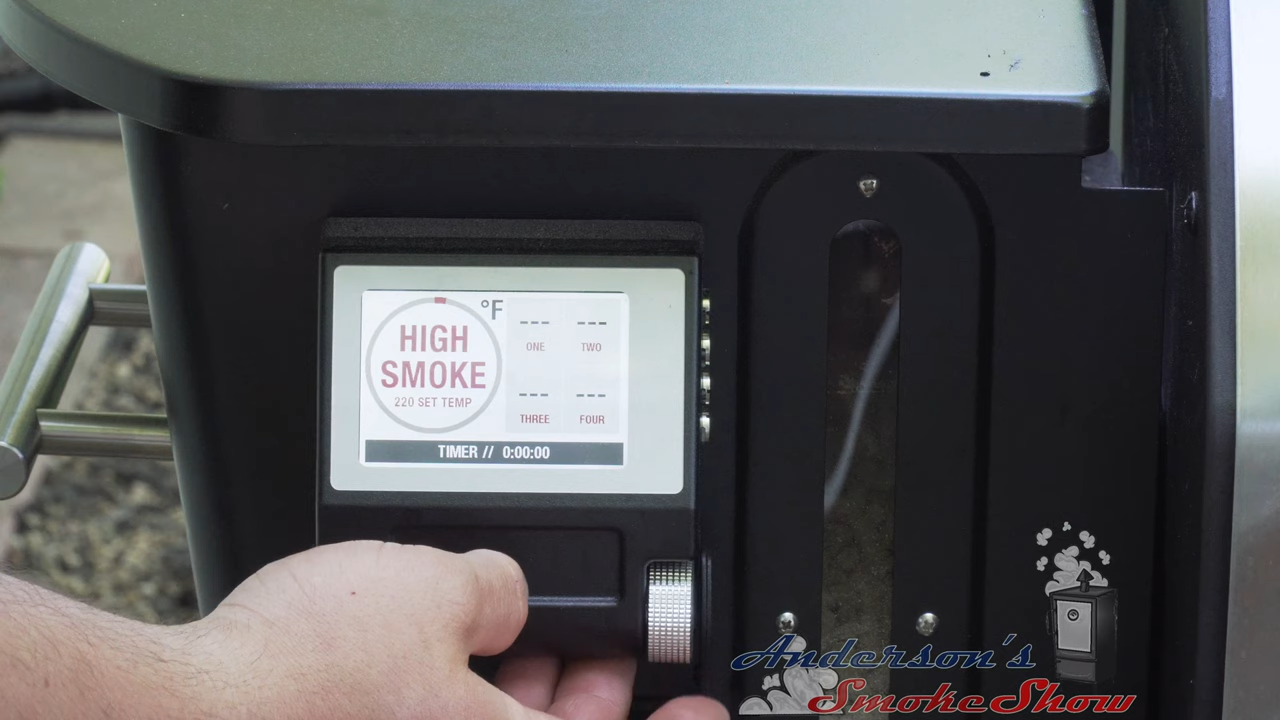 HIGH
SMOKE
220 SET TEMP
°F
---
---
ONE
TWO
---
---
THREE
FOUR
TIMER // 0:00:00
Anderson's
SmokeShow